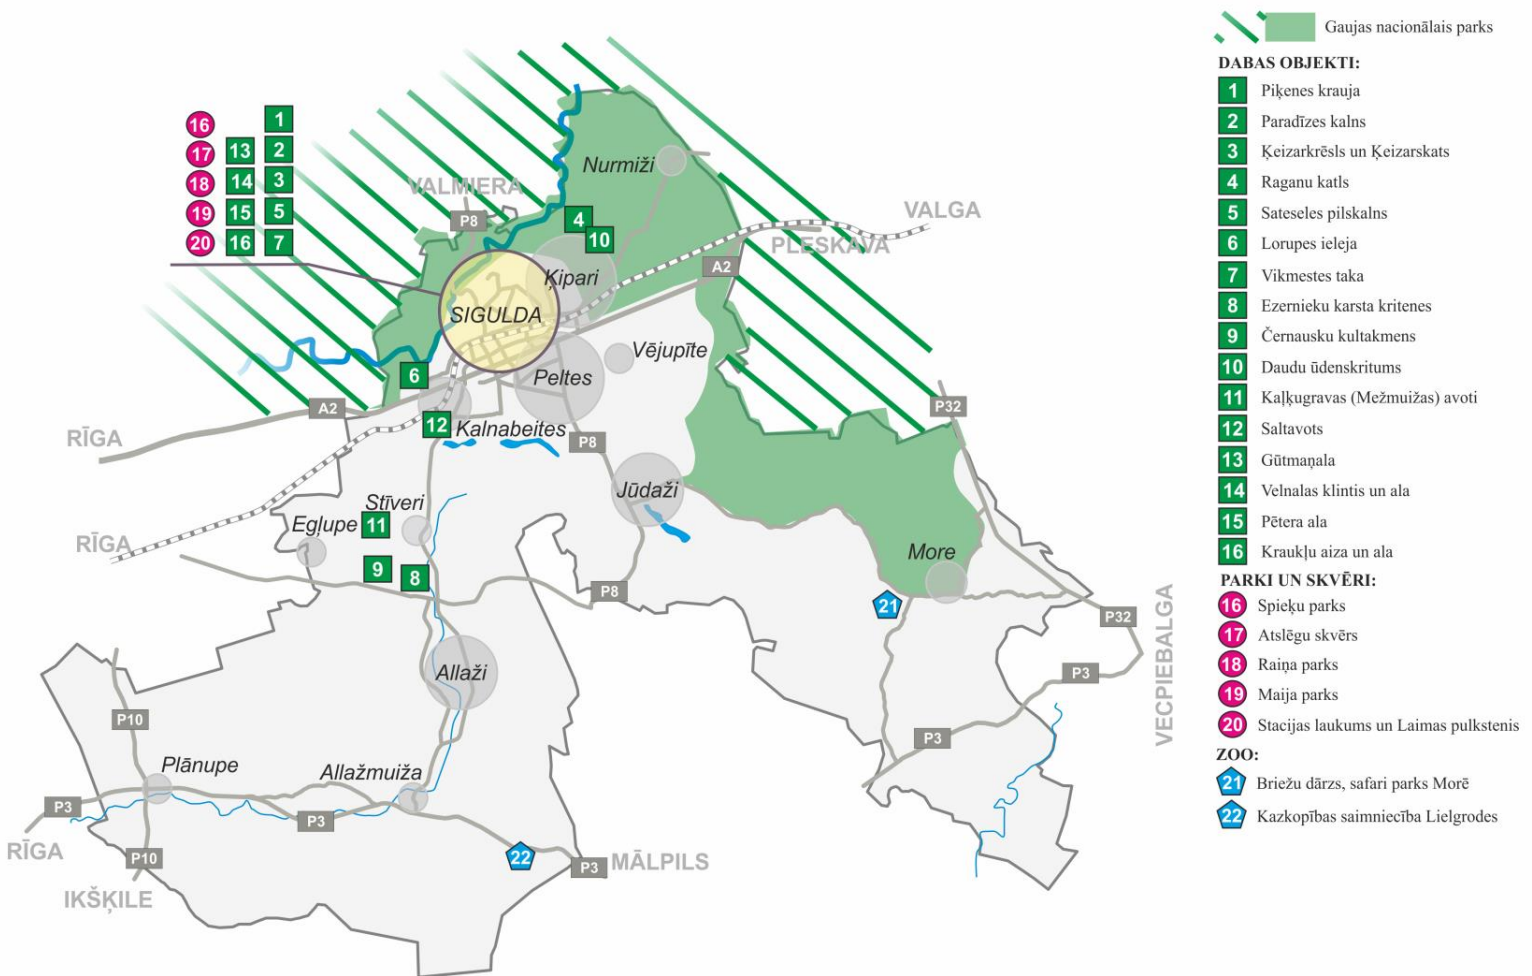 Gaujas nacionālais parks
DABAS OBJEKTI:
1 Piķenes krauja
2 Paradīzes kalns
3 Ķeizarkrēsls un Ķeizarskats
4 Raganu katls
5 Sateseles pilskalns
6 Lorupes ieleja
7 Vikmestes taka
8 Ezernieku karsta kritenes
9 Černausku kultakmens
10 Daudu ūdenskritums
11 Kaļķugravas (Mežmuižas) avoti
12 Saltavots
13 Gūtmaņala
14 Velnalas klintis un ala
15 Pētera ala
16 Kraukļu aiza un ala
PARKI UN SKVĒRI:
16 Spieķu parks
17 Atslēgu skvērs
18 Raiņa parks
19 Maija parks
20 Stacijas laukums un Laimas pulkstenis
ZOO:
21 Briežu dārzs, safari parks Morē
22 Kazkopības saimniecība Lielgrodes
16 1
17 13 2
18 14 3
19 15 5
20 16 7
Nurmiži
VALMIERA
P8
4
10
VALGA
PLESKAVA
A2
Ķipari
SIGULDA
Vējupīte
6
Peltes
A2
P32
RĪGA
12
Kalnabeites
P8
Jūdaži
Stīveri
Egļupe
11
RĪGA
More
9
8
P8
21
P32
VECPIEBALGA
Allaži
P3
P10
P3
Plānupe
Allažmuiža
P3
P3
RĪGA
P10
22
P3
MĀLPILS
IKŠĶILE